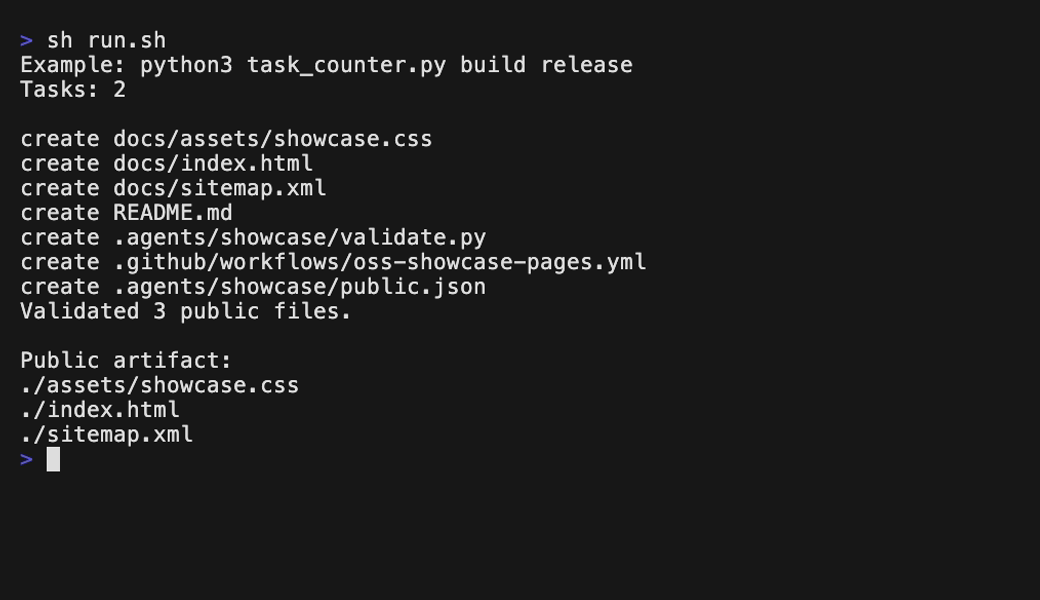 > sh run.sh
Example: python3 task_counter.py build release
Tasks: 2
create docs/assets/showcase.css
create docs/index.html
create docs/sitemap.xml
create README.md
create .agents/showcase/validate.py
create .github/workflows/oss-showcase-pages.yml
create .agents/showcase/public.json
Validated 3 public files.
Public artifact:
./assets/showcase.css
./index.html
./sitemap.xml
>